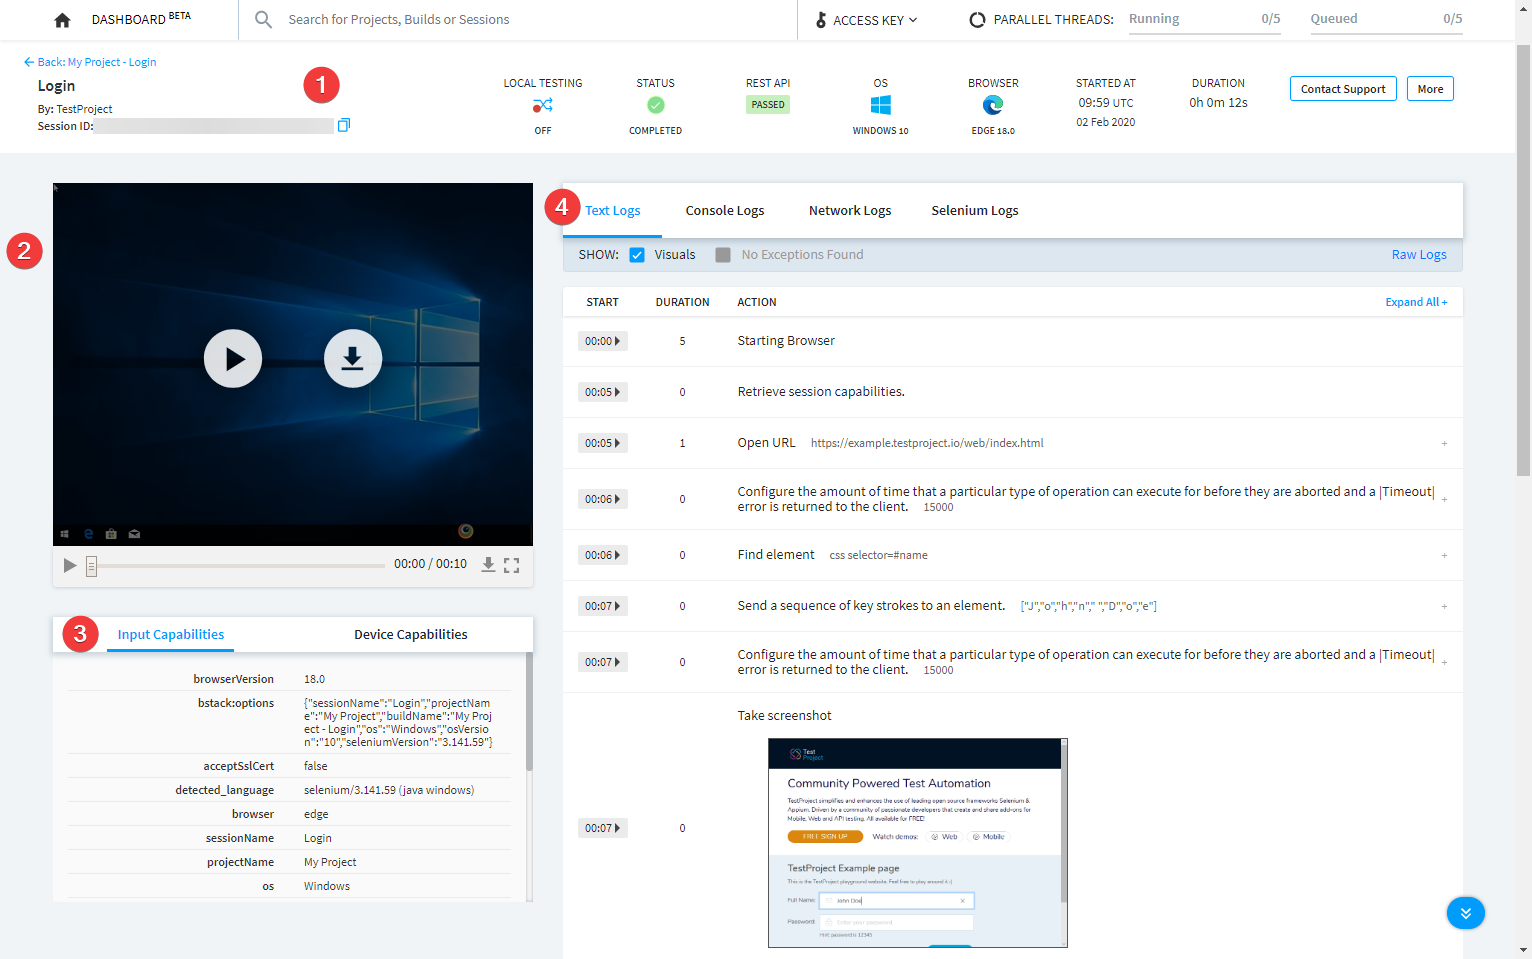 DASHBOARD BETA
Search for Projects, Builds or Sessions
ACCESS KEY
PARALLEL THREADS:
Running 0/5
Queued 0/5
Back: My Project - Login
Login
By: TestProject
Session ID:
1
LOCAL TESTING
OFF
STATUS
COMPLETED
REST API
PASSED
OS
WINDOWS 10
BROWSER
EDGE 18.0
STARTED AT
09:59 UTC
02 Feb 2020
DURATION
0h 0m 12s
Contact Support
More
2
00:00 / 00:10
3
Input Capabilities
Device Capabilities
browserVersion 18.0
bstack:options {"sessionName":"Login","projectNam
e":"My Project","buildName":"My Proj
ect - Login","os":"Windows","osVersio
n":"10","seleniumVersion":"3.141.59"}
acceptSslCert false
detected_language selenium/3.141.59 (java windows)
browser edge
sessionName Login
projectName My Project
os Windows
4
Text Logs
Console Logs
Network Logs
Selenium Logs
SHOW: Visuals No Exceptions Found Raw Logs
START DURATION ACTION Expand All +
00:00 5 Starting Browser
00:05 0 Retrieve session capabilities.
00:05 1 Open URL https://example.testproject.io/web/index.html +
00:06 0 Configure the amount of time that a particular type of operation can execute for before they are aborted and a |Timeout|
error is returned to the client. 15000 +
00:06 0 Find element css selector=#name +
00:07 0 Send a sequence of key strokes to an element. ["J","o","h","n"," ","D","o","e"] +
00:07 0 Configure the amount of time that a particular type of operation can execute for before they are aborted and a |Timeout|
error is returned to the client. 15000 +
00:07 0 Take screenshot
Test
Project
Community Powered Test Automation
TestProject simplifies and enhances the use of leading open source frameworks Selenium &
Appium. Driven by a community of passionate developers that create and share add-ons for
Mobile, Web and API testing. All available for FREE!
FREE SIGN UP Watch demos: Web Mobile
TestProject Example page
This is the TestProject playground website. Feel free to play around it :)
Full Name: John Doe
Password: Enter your password
Hint: password is 12345